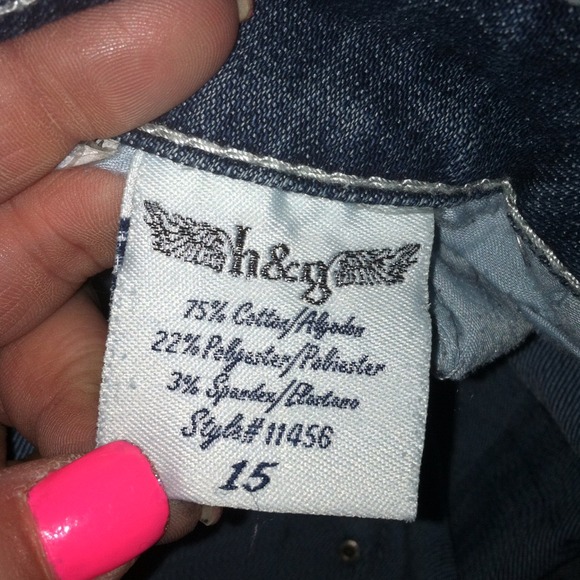 h&g
75% Cotton/Algodon
22% Polyester/Poliester
3% Spandex/Elastano
Style# 11456
15